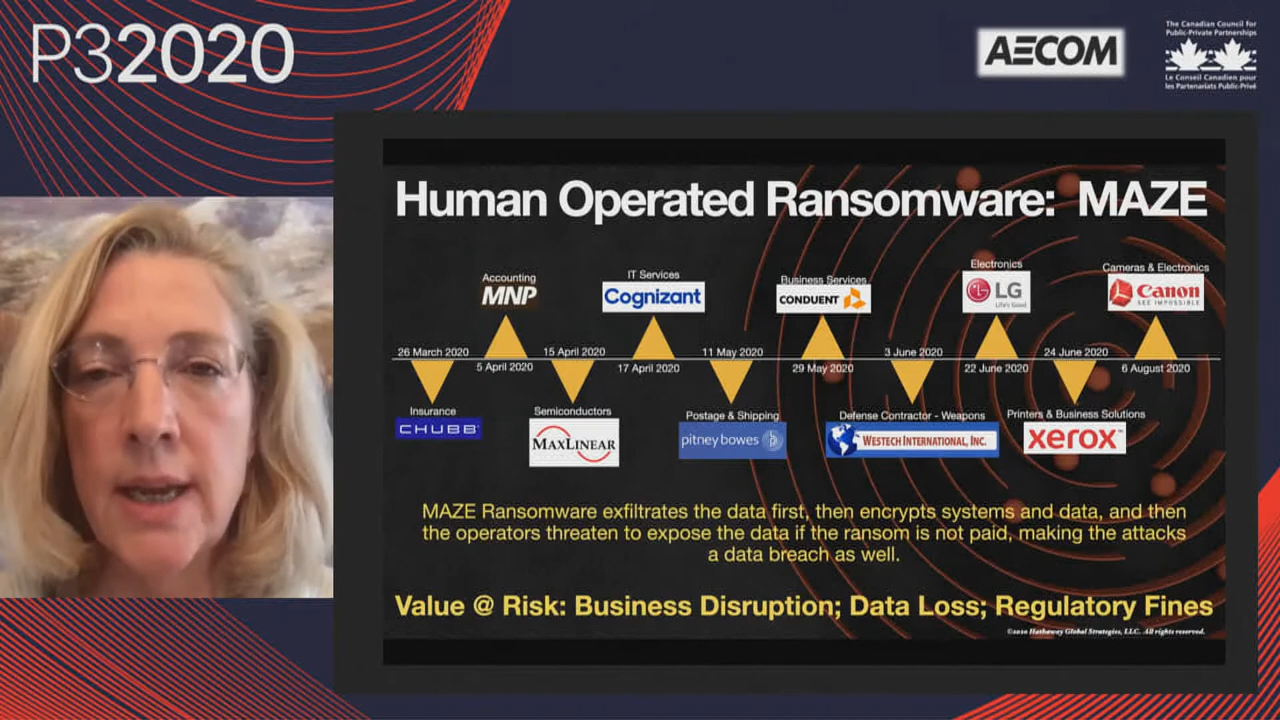 P32020
AECOM
The Canadian Council for
Public-Private Partnerships
Le Conseil Canadien pour
les Partenariats Public-Privé
Human Operated Ransomware: MAZE
Accounting
MNP
IT Services
Cognizant
Business Services
CONDUENT
Electronics
LG
Life's Good
Cameras & Electronics
Canon
SEE IMPOSSIBLE
26 March 2020
5 April 2020
15 April 2020
17 April 2020
11 May 2020
29 May 2020
3 June 2020
22 June 2020
24 June 2020
6 August 2020
Insurance
CHUBB
Semiconductors
MAXLINEAR
Postage & Shipping
pitney bowes
Defense Contractor - Weapons
WESTECH INTERNATIONAL, INC.
Printers & Business Solutions
xerox™
MAZE Ransomware exfiltrates the data first, then encrypts systems and data, and then
the operators threaten to expose the data if the ransom is not paid, making the attacks
a data breach as well.
Value @ Risk: Business Disruption; Data Loss; Regulatory Fines
©2020 Hathaway Global Strategies, LLC. All rights reserved.